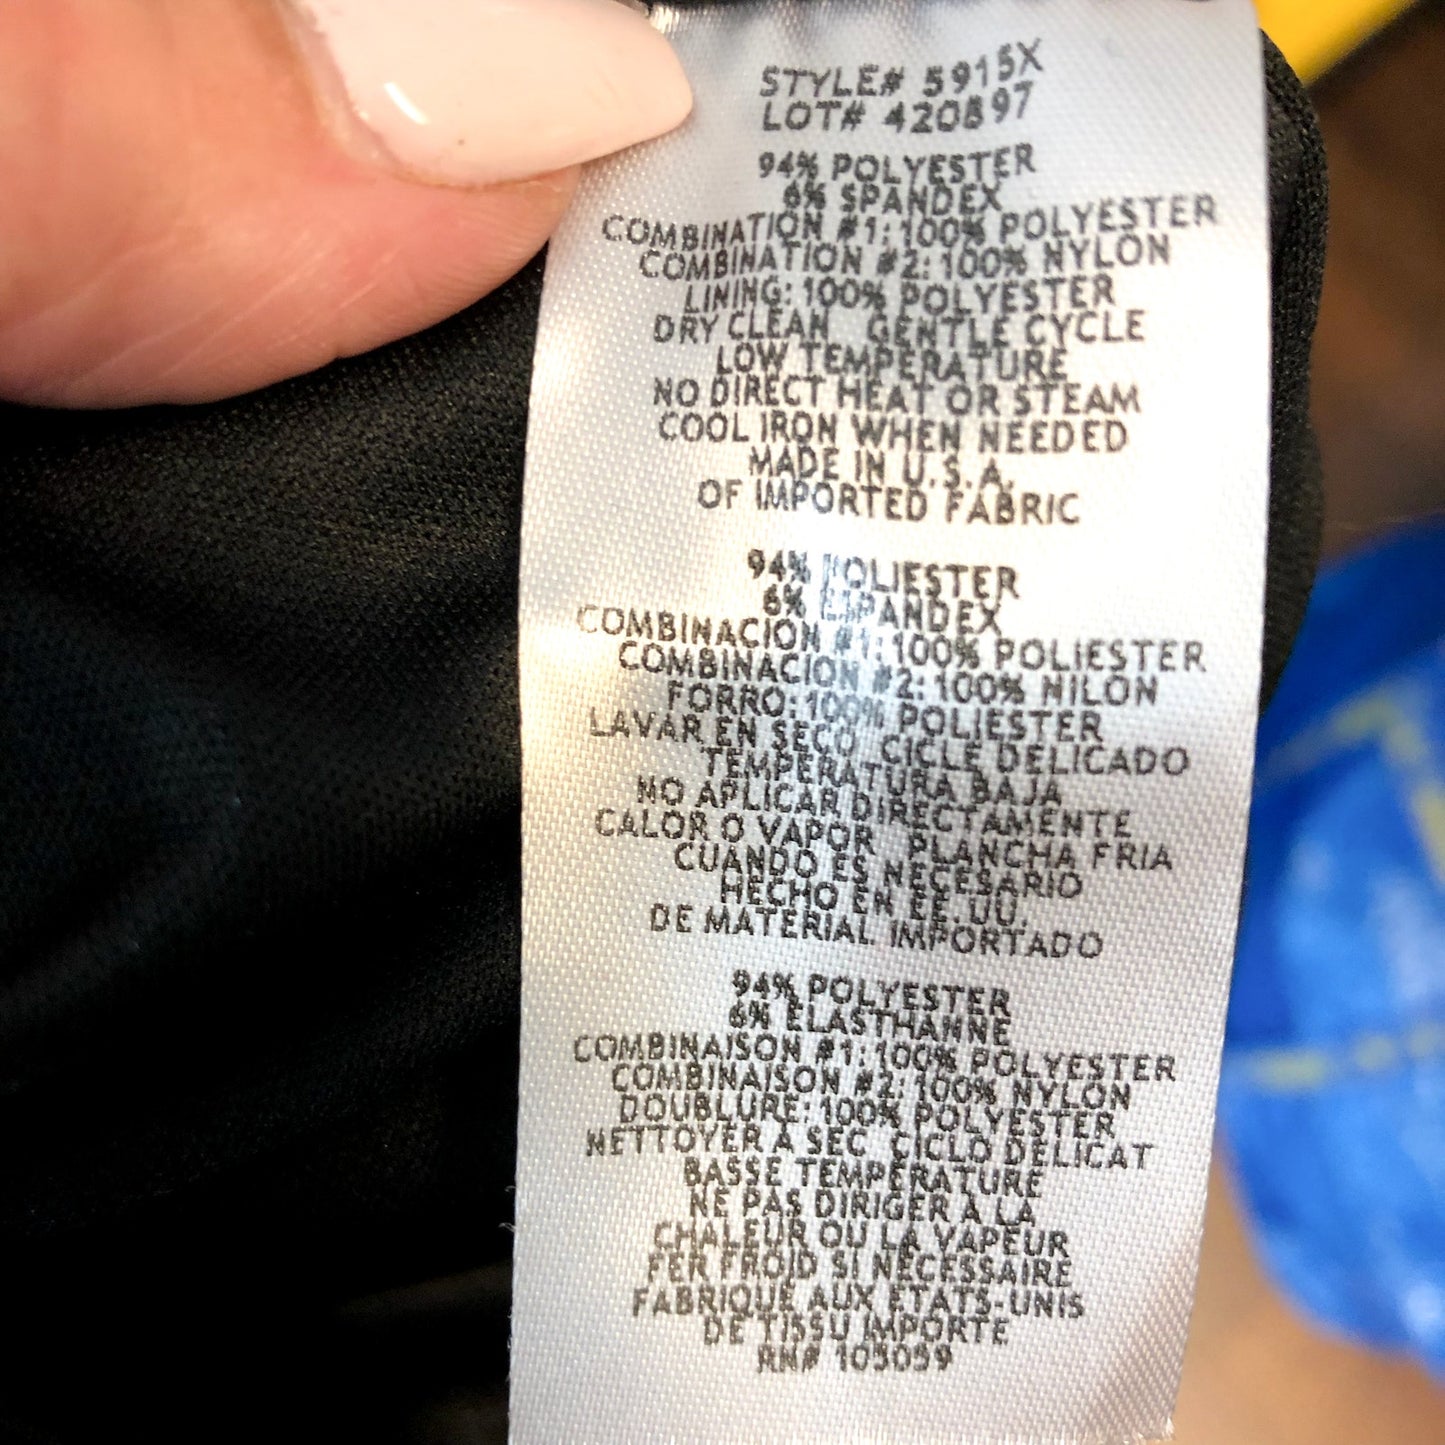 STYLE# 5915X
LOT# 420897
94% POLYESTER
6% SPANDEX
COMBINATION #1: 100% POLYESTER
COMBINATION #2: 100% NYLON
LINING: 100% POLYESTER
DRY CLEAN GENTLE CYCLE
LOW TEMPERATURE
NO DIRECT HEAT OR STEAM
COOL IRON WHEN NEEDED
MADE IN U.S.A.
OF IMPORTED FABRIC
94% POLIESTER
6% ESPANDEX
COMBINACION #1: 100% POLIESTER
COMBINACION #2: 100% NILON
FORRO: 100% POLIESTER
LAVAR EN SECO CICLE DELICADO
TEMPERATURA BAJA
NO APLICAR DIRECTAMENTE
CALOR O VAPOR PLANCHA FRIA
CUANDO ES NECESARIO
HECHO EN EE.UU.
DE MATERIAL IMPORTADO
94% POLYESTER
6% ELASTHANNE
COMBINAISON #1: 100% POLYESTER
COMBINAISON #2: 100% NYLON
DOUBLURE: 100% POLYESTER
NETTOYER A SEC CICLO DELICAT
BASSE TEMPERATURE
NE PAS DIRIGER A LA
CHALEUR OU LA VAPEUR
FER FROID SI NECESSAIRE
FABRIQUE AUX ETATS-UNIS
DE TISSU IMPORTE
RN# 105059